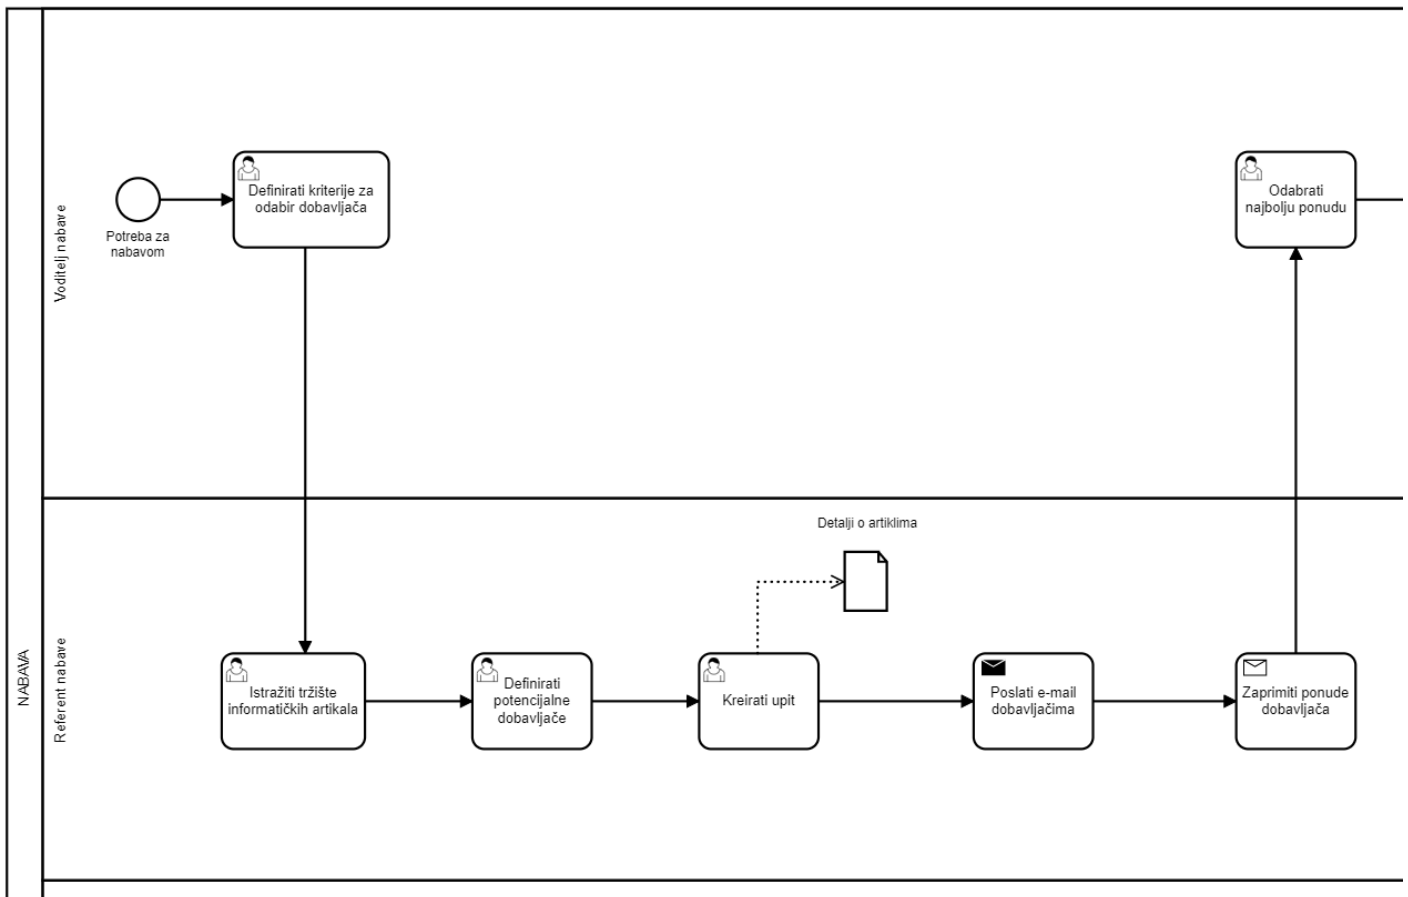 NABAVA
Voditelj nabave
Potreba za
nabavom
Definirati kriterije za
odabir dobavljača
Odabrati
najbolju ponudu
Referent nabave
Detalji o artiklima
Istražiti tržište
informatičkih artikala
Definirati
potencijalne
dobavljače
Kreirati upit
Poslati e-mail
dobavljačima
Zaprimiti ponude
dobavljača